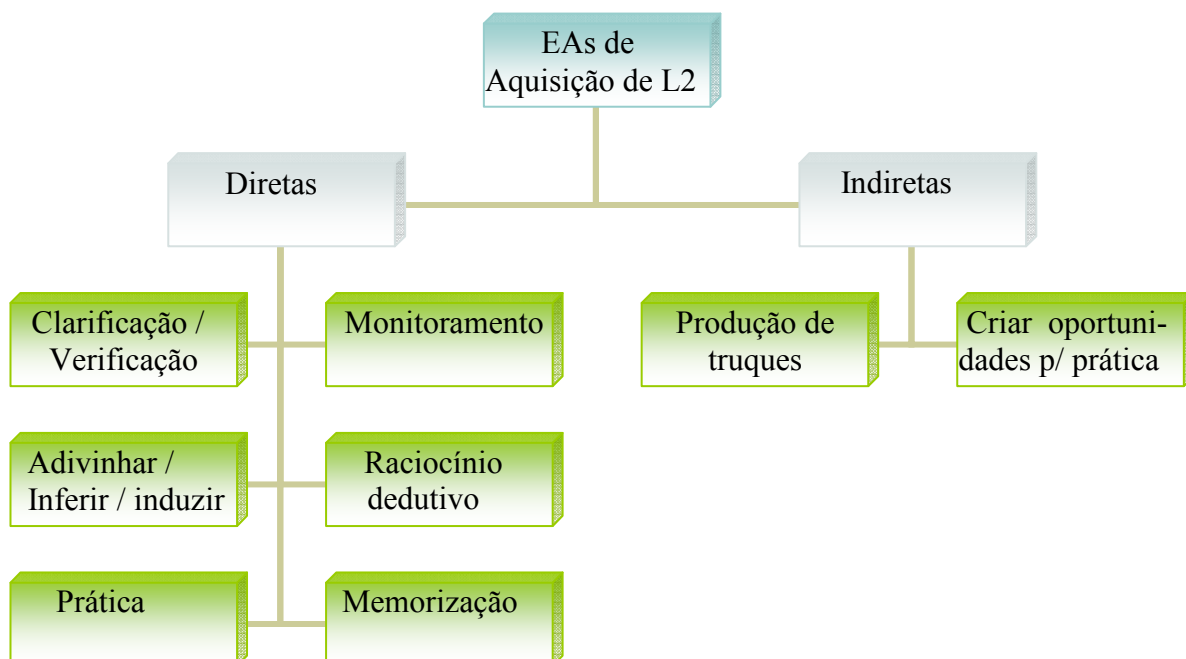 EAs de
Aquisição de L2
Diretas
Indiretas
Clarificação /
Verificação
Monitoramento
Produção de
truques
Criar oportuni-
dades p/ prática
Adivinhar /
Inferir / induzir
Raciocínio
dedutivo
Prática
Memorização